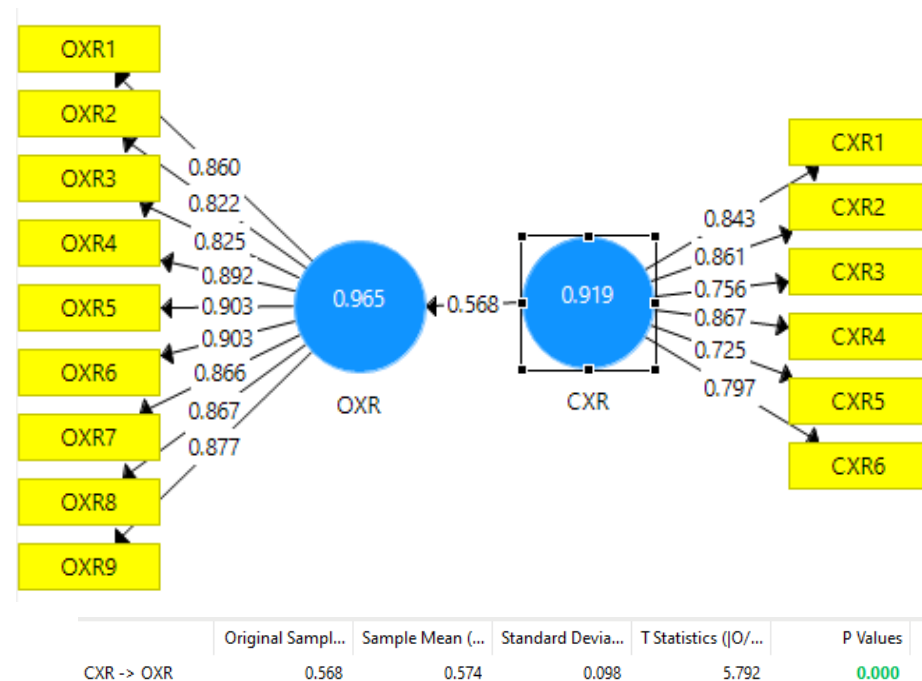 OXR1
OXR2
OXR3
OXR4
OXR5
OXR6
OXR7
OXR8
OXR9
0.860
0.822
0.825
0.892
0.903
0.903
0.866
0.867
0.877
0.965
OXR
0.568
0.919
CXR
0.843
0.861
0.756
0.867
0.725
0.797
CXR1
CXR2
CXR3
CXR4
CXR5
CXR6
Original Sampl... Sample Mean (... Standard Devia... T Statistics (|O/... P Values
CXR -> OXR 0.568 0.574 0.098 5.792 0.000